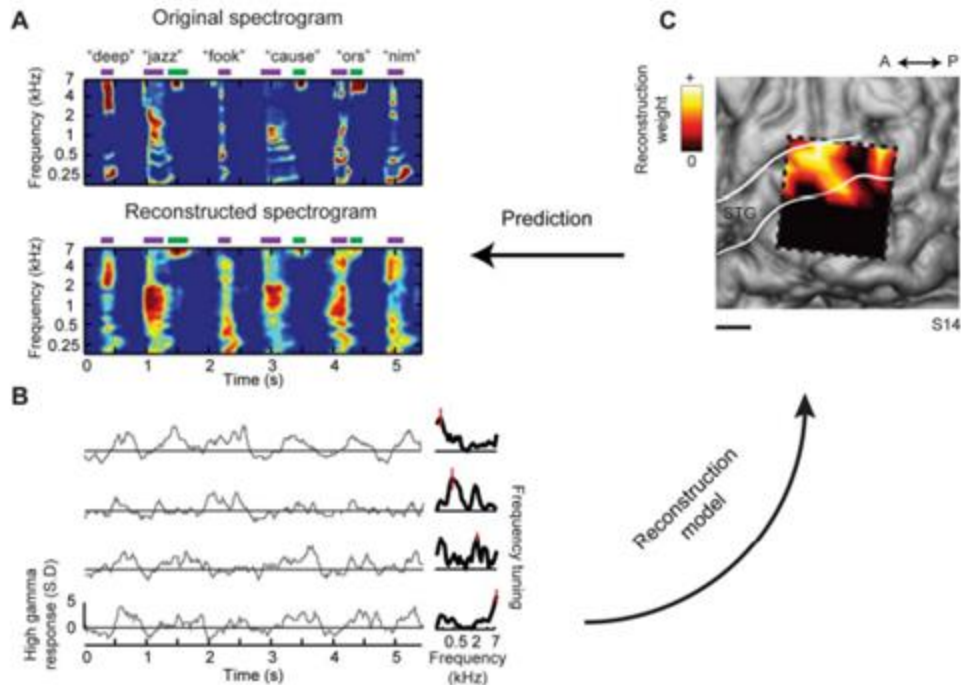 A
Original spectrogram
"deep" "jazz" "fook" "cause" "ors" "nim"
Frequency (kHz)
7
4
2
1
0.5
0.25
Reconstructed spectrogram
Frequency (kHz)
7
4
2
1
0.5
0.25
0 1 2 3 4 5
Time (s)
Prediction
C
A P
Reconstruction
weight
+
0
STG
S14
B
High gamma
response (S.D)
5
0
0 1 2 3 4 5
Time (s)
Frequency tuning
0.5 2 7
Frequency
(kHz)
Reconstruction
model